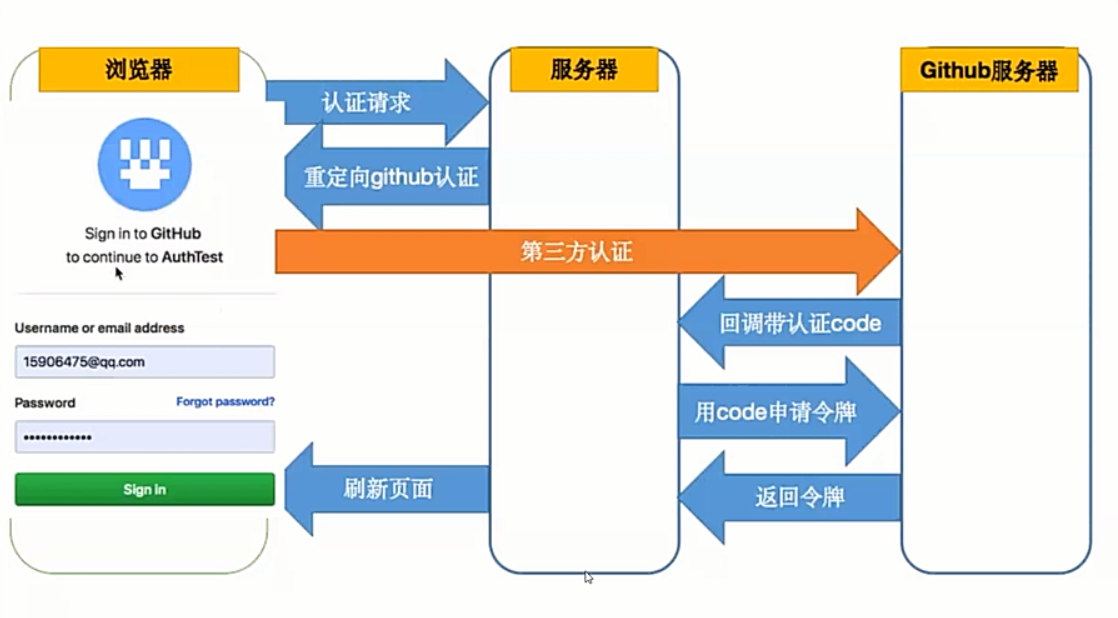 浏览器
服务器
Github服务器
认证请求
重定向github认证
Sign in to GitHub
to continue to AuthTest
第三方认证
回调带认证code
Username or email address
15906475@qq.com
Password
Forgot password?
用code申请令牌
••••••••••••
Sign in
刷新页面
返回令牌